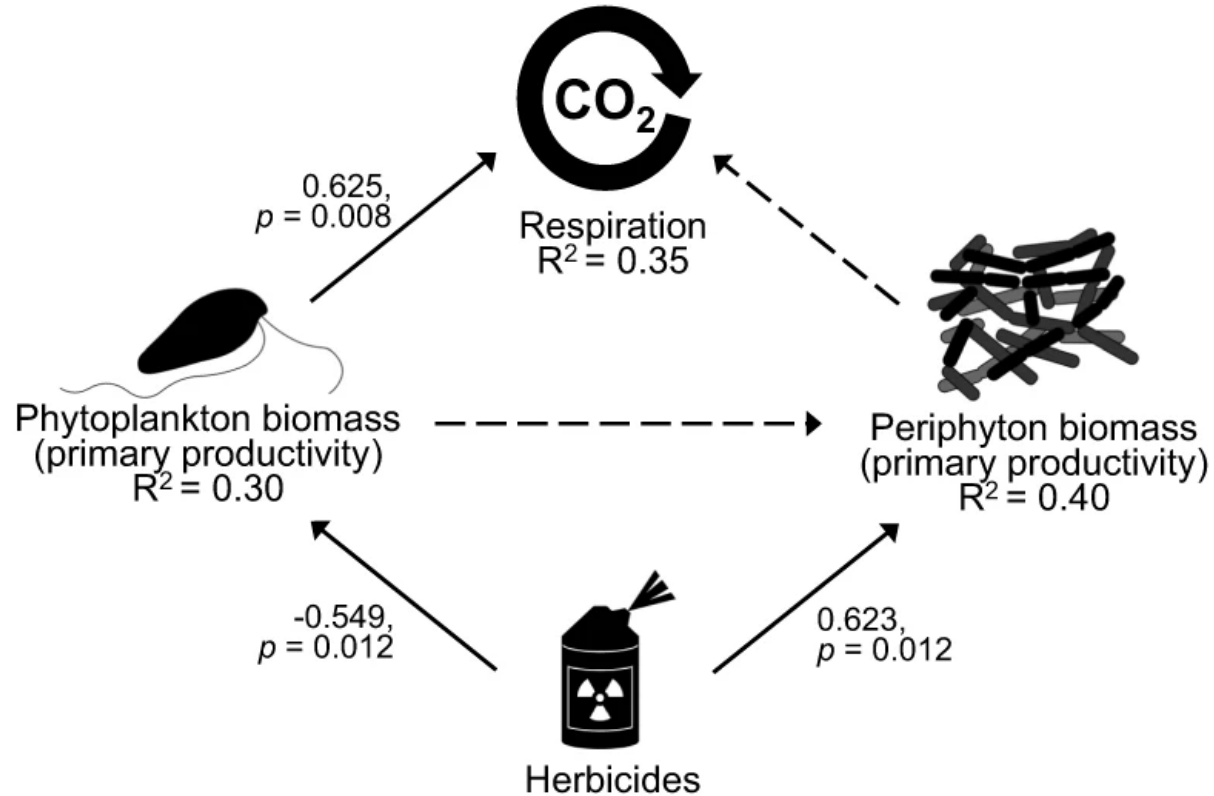 CO₂
Respiration
R² = 0.35
0.625,
p = 0.008
Phytoplankton biomass
(primary productivity)
R² = 0.30
Periphyton biomass
(primary productivity)
R² = 0.40
-0.549,
p = 0.012
0.623,
p = 0.012
Herbicides